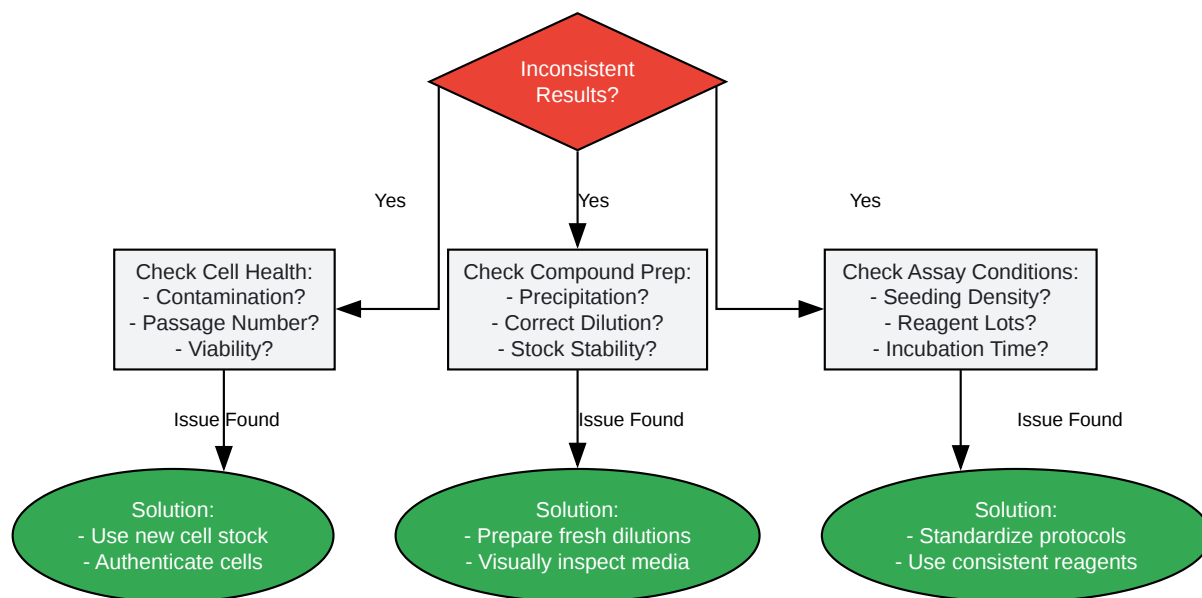 Inconsistent
Results?
Yes
Yes
Yes
Check Cell Health:
- Contamination?
- Passage Number?
- Viability?
Check Compound Prep:
- Precipitation?
- Correct Dilution?
- Stock Stability?
Check Assay Conditions:
- Seeding Density?
- Reagent Lots?
- Incubation Time?
Issue Found
Issue Found
Issue Found
Solution:
- Use new cell stock
- Authenticate cells
Solution:
- Prepare fresh dilutions
- Visually inspect media
Solution:
- Standardize protocols
- Use consistent reagents